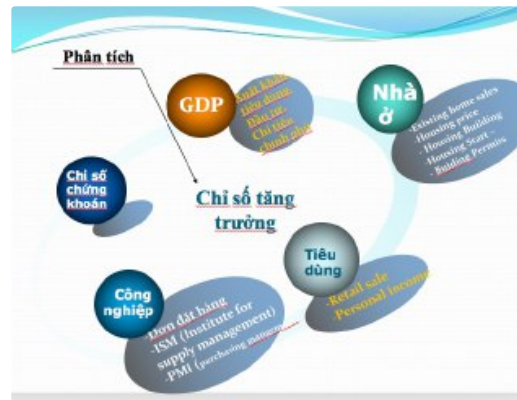 Phân tích
GDP
Xuất khẩu,
tiêu dùng,
Đầu tư,
Chi tiêu
chính phủ
Nhà
ở
-Existing home sales
-Housing price
- Housing Building
-Housing Start -
- Building Permits
Chỉ số
chứng
khoán
Chỉ số tăng
trưởng
Tiêu
dùng
-Retail sale
-Personal income
Công
nghiệp
-Đơn đặt hàng
-ISM (Institute for
supply management)
-PMI (purchasing